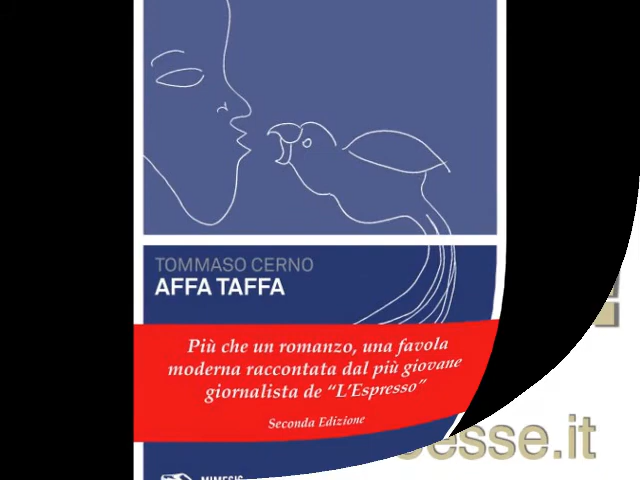 TOMMASO CERNO
AFFA TAFFA
Più che un romanzo, una favola
moderna raccontata dal più giovane
giornalista de “L’Espresso”
Seconda Edizione
MIMESIS
esse.it